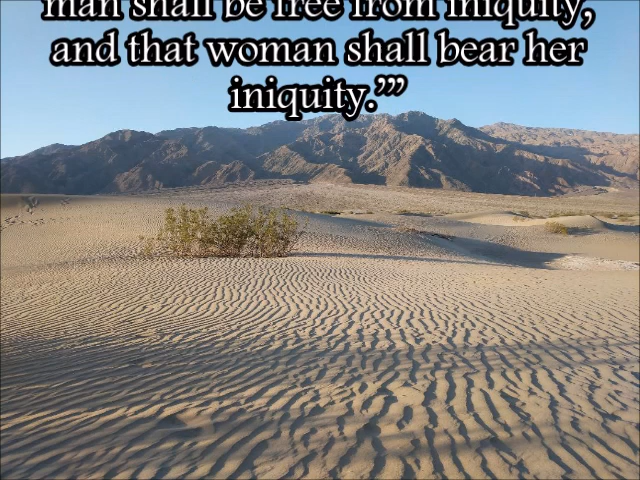 man shall be free from iniquity,
and that woman shall bear her
iniquity.’”